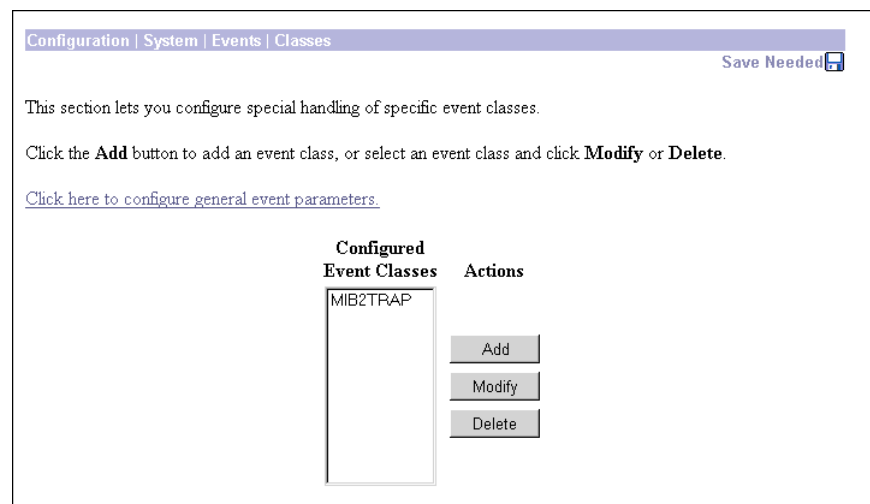 Configuration | System | Events | Classes
Save Needed
This section lets you configure special handling of specific event classes.
Click the Add button to add an event class, or select an event class and click Modify or Delete.
Click here to configure general event parameters.
Configured
Event Classes Actions
MIB2TRAP
Add
Modify
Delete